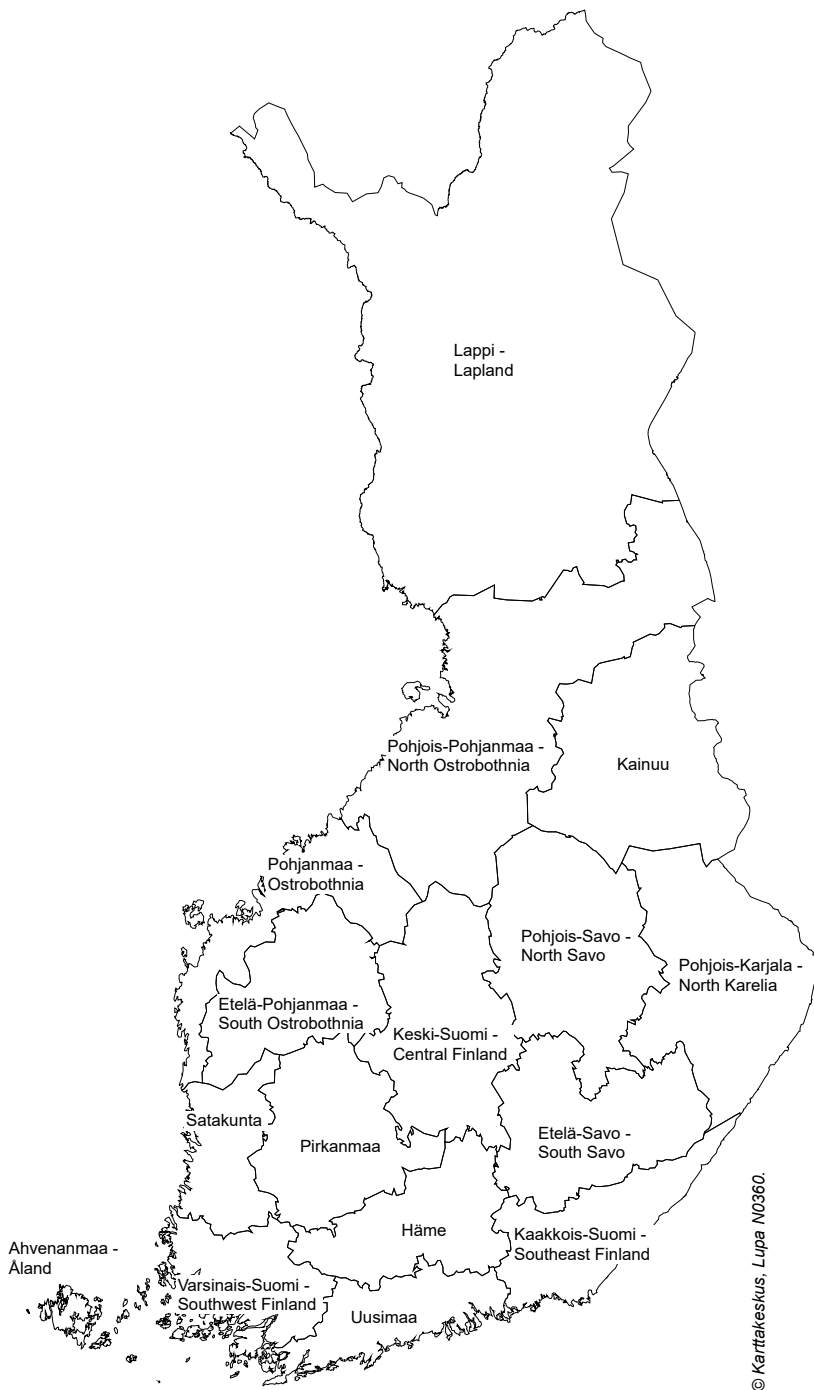 Lappi -
Lapland
Pohjois-Pohjanmaa -
North Ostrobothnia
Kainuu
Pohjanmaa -
Ostrobothnia
Pohjois-Savo -
North Savo
Pohjois-Karjala -
North Karelia
Etelä-Pohjanmaa -
South Ostrobothnia
Keski-Suomi -
Central Finland
Satakunta
Pirkanmaa
Etelä-Savo -
South Savo
Häme
Kaakkois-Suomi -
Southeast Finland
Ahvenanmaa -
Åland
Varsinais-Suomi -
Southwest Finland
Uusimaa
© Karttakeskus, Lupa N0360.